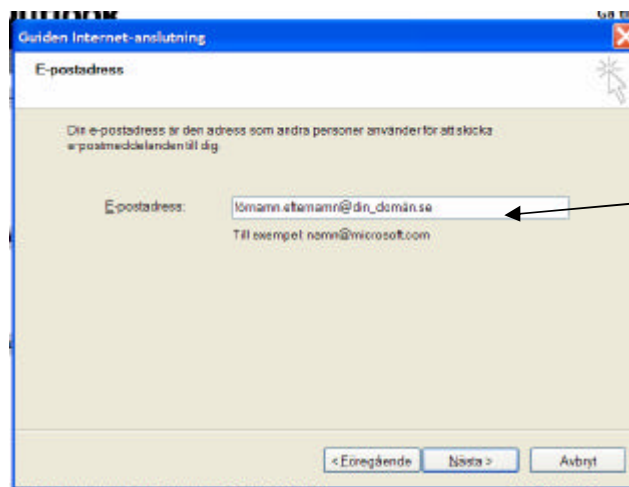 Guiden Internet-anslutning
E-postadress
Din e-postadress är den adress som andra personer använder för att skicka
e-postmeddelanden till dig.
E-postadress:
förnamn.efternamn@din_domän.se
Till exempel: namn@microsoft.com
< Föregående
Nästa >
Avbryt